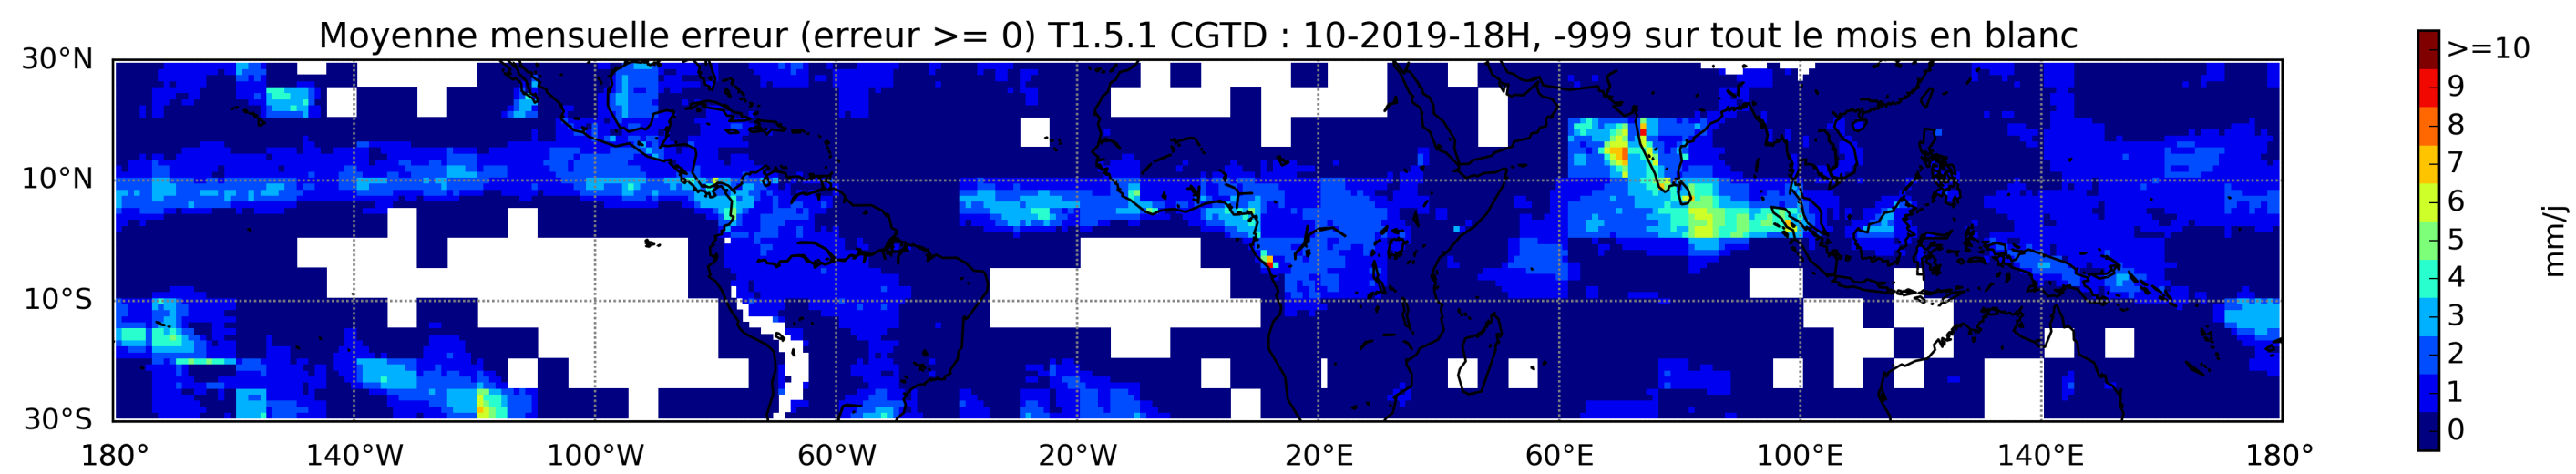 Moyenne mensuelle erreur (erreur >= 0) T1.5.1 CGTD : 10-2019-18H, -999 sur tout le mois en blanc
30°N
10°N
10°S
30°S
180° 140°W 100°W 60°W 20°W 20°E 60°E 100°E 140°E 180°
>=10
9
8
7
6
5
4
3
2
1
0
mm/j